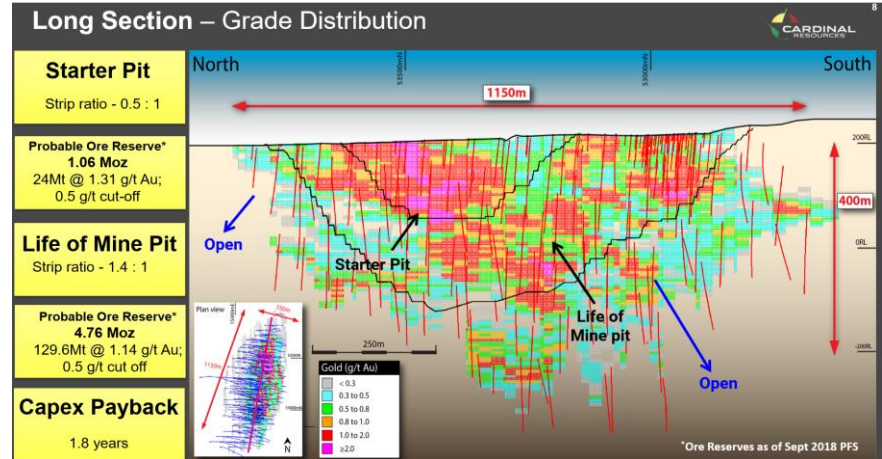 Long Section – Grade Distribution
8
CARDINAL
RESOURCES
Starter Pit
Strip ratio - 0.5 : 1
Probable Ore Reserve*
1.06 Moz
24Mt @ 1.31 g/t Au;
0.5 g/t cut-off
Life of Mine Pit
Strip ratio - 1.4 : 1
Probable Ore Reserve*
4.76 Moz
129.6Mt @ 1.14 g/t Au;
0.5 g/t cut off
Capex Payback
1.8 years
North
53500mN
53000mN
South
1150m
200RL
400m
0RL
-200RL
Open
Starter Pit
Life of
Mine pit
Open
250m
Plan view
350m
1150m
N
Gold (g/t Au)
< 0.3
0.3 to 0.5
0.5 to 0.8
0.8 to 1.0
1.0 to 2.0
≥2.0
*Ore Reserves as of Sept 2018 PFS